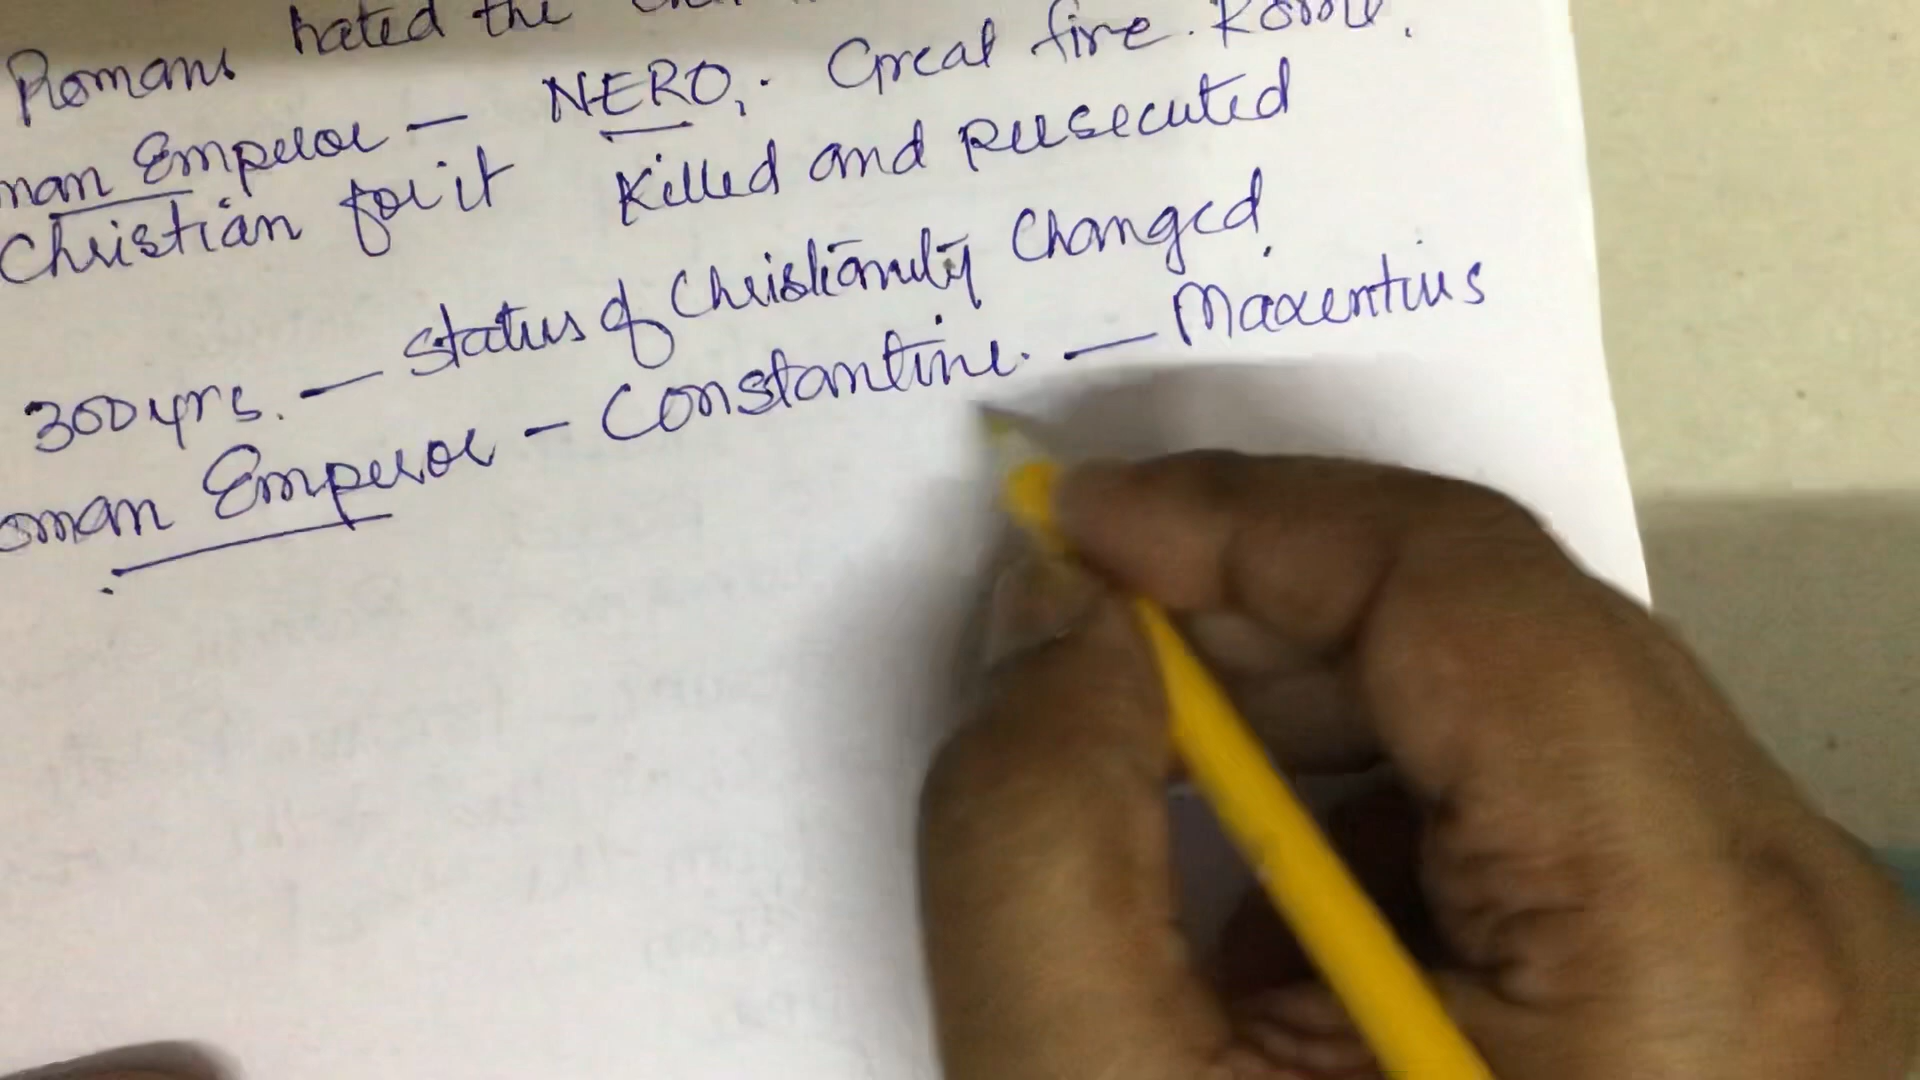 Romans hated the
man Emperor — NERO, . Great fire . Rome.
Christian for it Killed and persecuted
300 yrs. — Status of Christianity Changed
oman Emperor – Constantine. — Maxentius